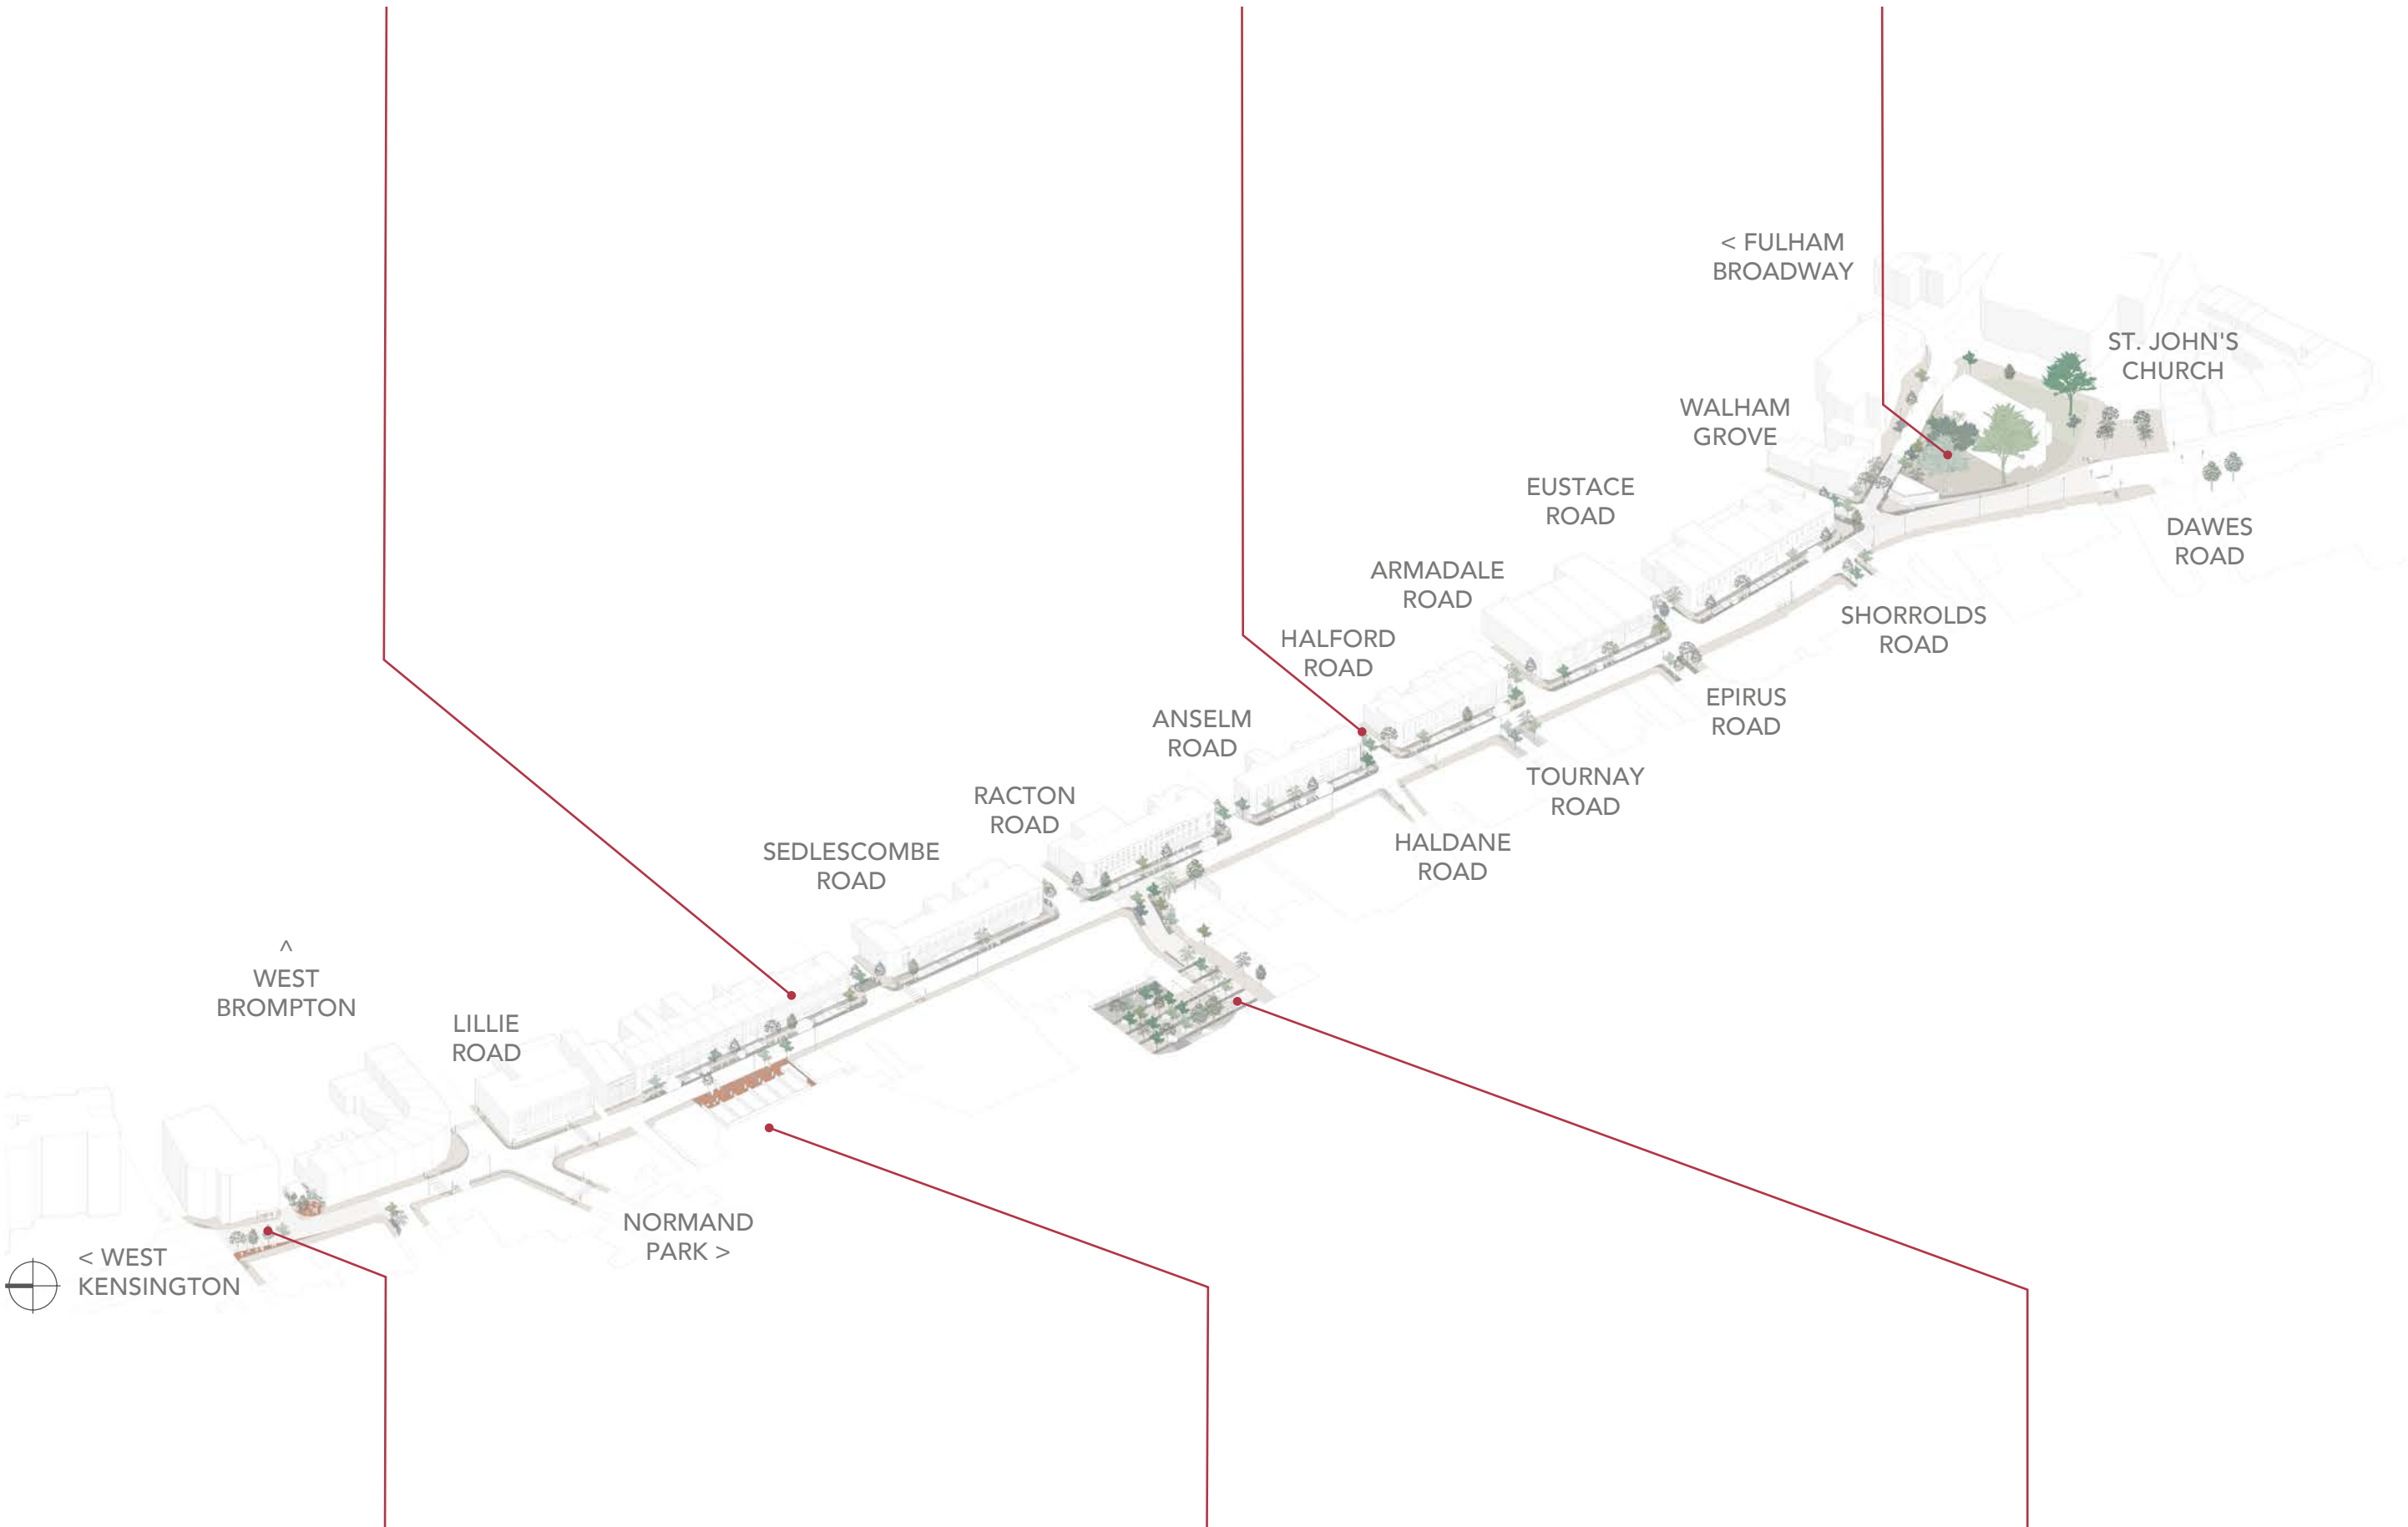 < FULHAM
BROADWAY
ST. JOHN'S
CHURCH
WALHAM
GROVE
EUSTACE
ROAD
DAWES
ROAD
ARMADALE
ROAD
SHORROLDS
ROAD
HALFORD
ROAD
EPIRUS
ROAD
ANSELM
ROAD
TOURNAY
ROAD
RACTON
ROAD
HALDANE
ROAD
SEDLESCOMBE
ROAD
^
WEST
BROMPTON
LILLIE
ROAD
NORMAND
PARK >
< WEST
KENSINGTON